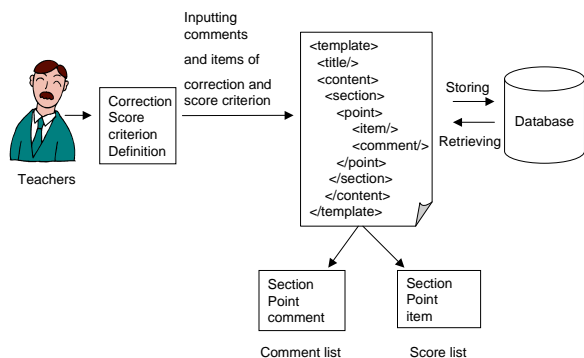 Inputting
comments
and items of
correction and
score criterion
Teachers
Correction
Score
criterion
Definition
<template>
<title/>
<content>
<section>
<point>
<item/>
<comment/>
</point>
</section>
</content>
</template>
Storing
Retrieving
Database
Section
Point
comment
Comment list
Section
Point
item
Score list